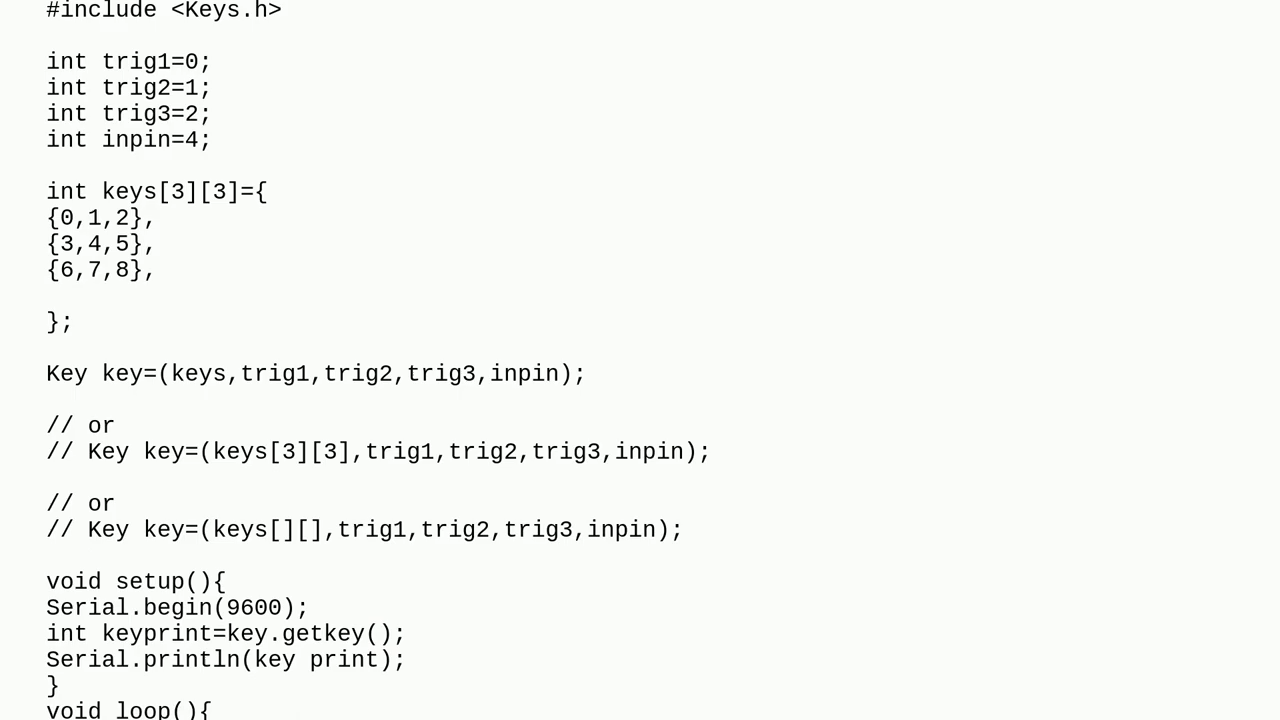 #include <Keys.h>
int trig1=0;
int trig2=1;
int trig3=2;
int inpin=4;
int keys[3][3]={
{0,1,2},
{3,4,5},
{6,7,8},
};
Key key=(keys,trig1,trig2,trig3,inpin);
// or
// Key key=(keys[3][3],trig1,trig2,trig3,inpin);
// or
// Key key=(keys[][],trig1,trig2,trig3,inpin);
void setup(){
Serial.begin(9600);
int keyprint=key.getkey();
Serial.println(key print);
}
void loop(){